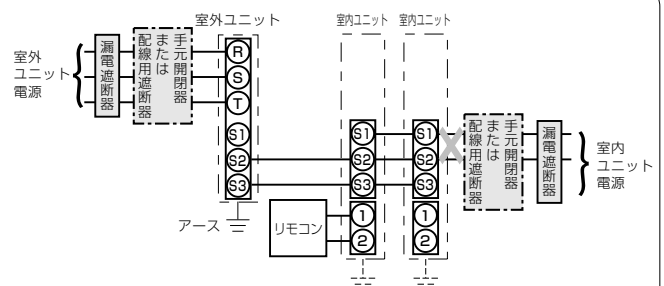 室外ユニット
室内ユニット
室内ユニット
室外
ユニット
電源
漏電遮断器
手元開閉器
または
配線用遮断器
R
S
T
S1
S2
S3
アース
リモコン
S1
S2
S3
1
2
S1
S2
S3
1
2
手元開閉器
または
配線用遮断器
漏電遮断器
室内
ユニット
電源